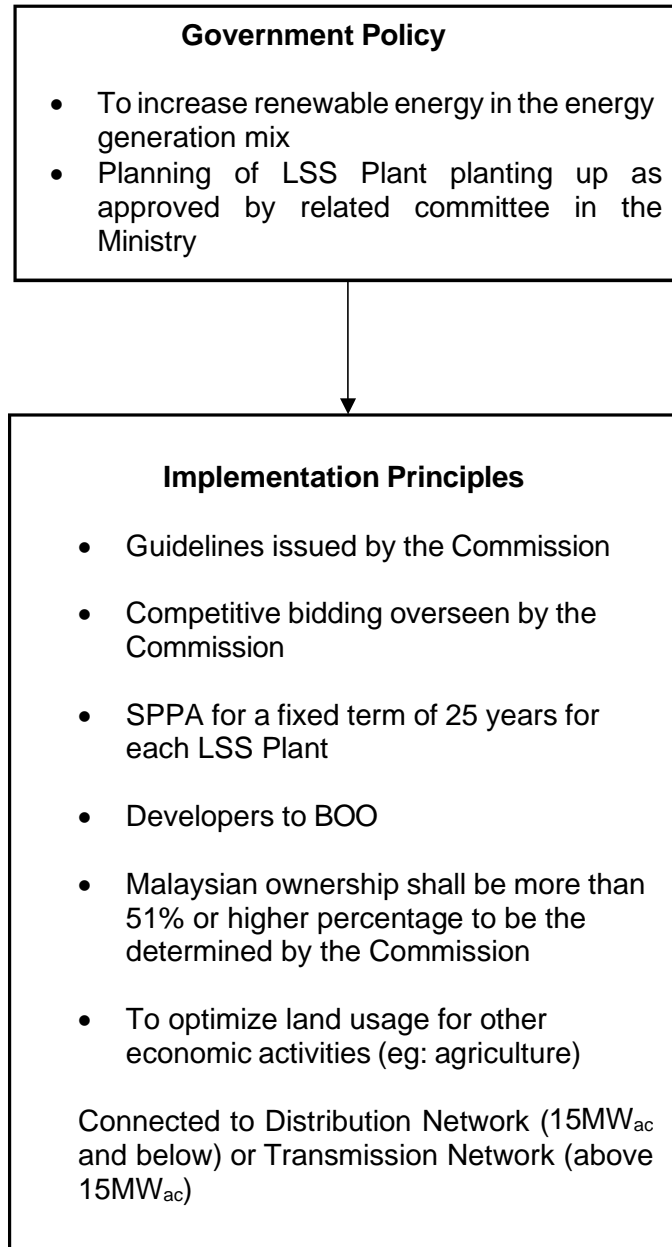 Government Policy
• To increase renewable energy in the energy
generation mix
• Planning of LSS Plant planting up as
approved by related committee in the
Ministry
Implementation Principles
• Guidelines issued by the Commission
• Competitive bidding overseen by the
Commission
• SPPA for a fixed term of 25 years for
each LSS Plant
• Developers to BOO
• Malaysian ownership shall be more than
51% or higher percentage to be the
determined by the Commission
• To optimize land usage for other
economic activities (eg: agriculture)
Connected to Distribution Network (15MWac
and below) or Transmission Network (above
15MWac)